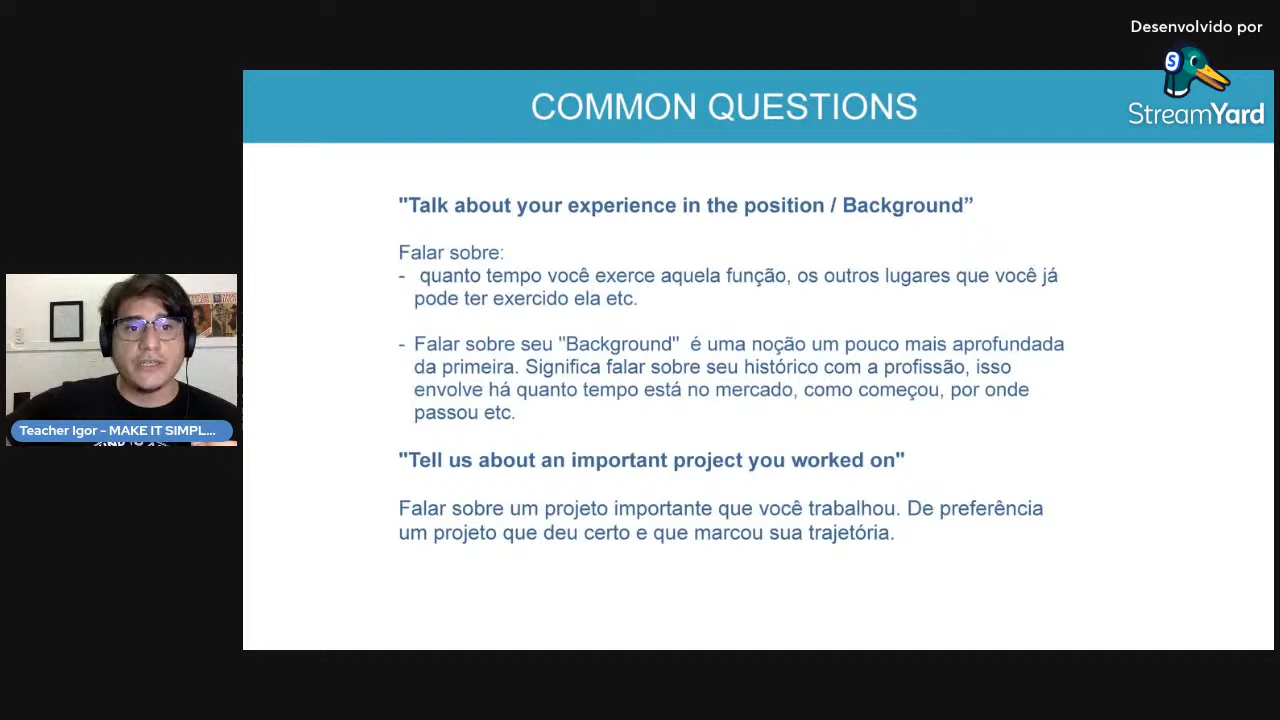 Desenvolvido por
StreamYard
COMMON QUESTIONS
"Talk about your experience in the position / Background”
Falar sobre:
- quanto tempo você exerce aquela função, os outros lugares que você já
pode ter exercido ela etc.
- Falar sobre seu "Background" é uma noção um pouco mais aprofundada
da primeira. Significa falar sobre seu histórico com a profissão, isso
envolve há quanto tempo está no mercado, como começou, por onde
passou etc.
"Tell us about an important project you worked on"
Falar sobre um projeto importante que você trabalhou. De preferência
um projeto que deu certo e que marcou sua trajetória.
Teacher Igor - MAKE IT SIMPL...